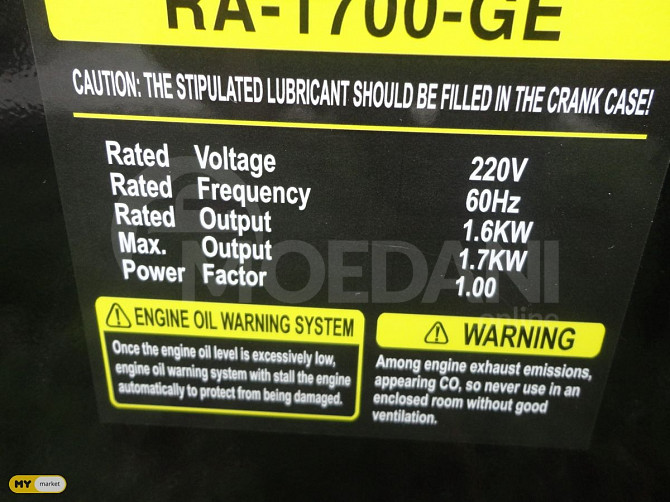 RA-1700-GE
CAUTION: THE STIPULATED LUBRICANT SHOULD BE FILLED IN THE CRANK CASE!
Rated Voltage 220V
Rated Frequency 60Hz
Rated Output 1.6KW
Max. Output 1.7KW
Power Factor 1.00
ENGINE OIL WARNING SYSTEM
Once the engine oil level is excessively low,
engine oil warning system with stall the engine
automatically to protect from being damaged.
WARNING
Among engine exhaust emissions,
appearing CO, so never use in an
enclosed room without good
ventilation.
MOEDANI
online
MY market